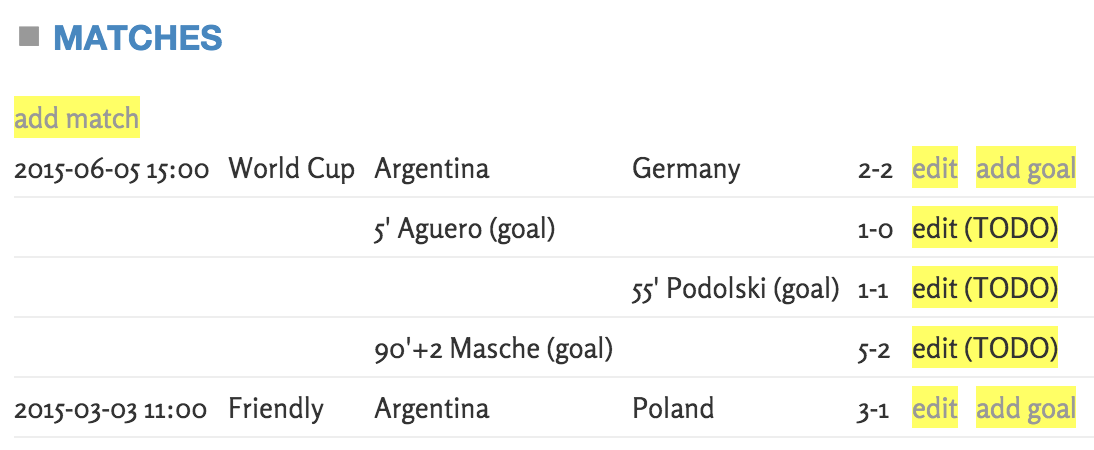 MATCHES
add match
2015-06-05 15:00 World Cup Argentina Germany 2-2 edit add goal
5' Aguero (goal) 1-0 edit (TODO)
55' Podolski (goal) 1-1 edit (TODO)
90'+2 Masche (goal) 5-2 edit (TODO)
2015-03-03 11:00 Friendly Argentina Poland 3-1 edit add goal